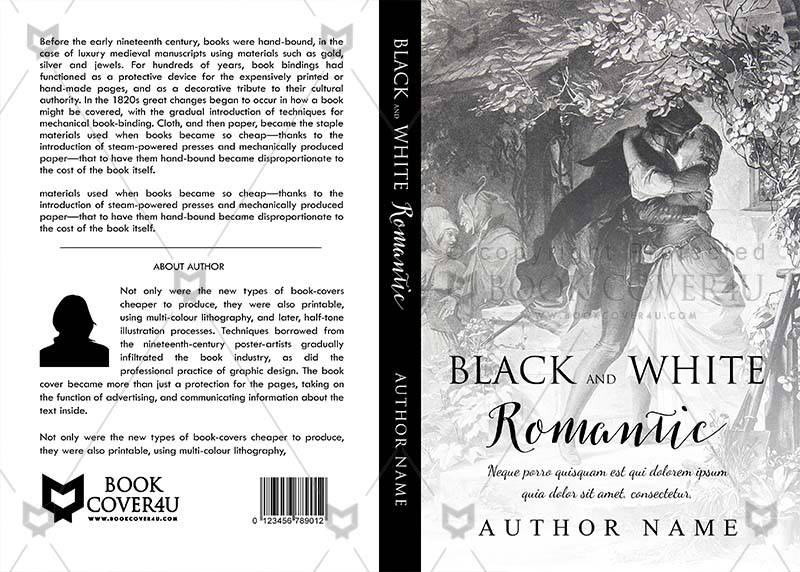 Before the early nineteenth century, books were hand-bound, in the
case of luxury medieval manuscripts using materials such as gold,
silver and jewels. For hundreds of years, book bindings had
functioned as a protective device for the expensively printed or
hand-made pages, and as a decorative tribute to their cultural
authority. In the 1820s great changes began to occur in how a book
might be covered, with the gradual introduction of techniques for
mechanical book-binding. Cloth, and then paper, became the staple
materials used when books became so cheap—thanks to the
introduction of steam-powered presses and mechanically produced
paper—that to have them hand-bound became disproportionate to
the cost of the book itself.
materials used when books became so cheap—thanks to the
introduction of steam-powered presses and mechanically produced
paper—that to have them hand-bound became disproportionate to
the cost of the book itself.
ABOUT AUTHOR
Not only were the new types of book-covers
cheaper to produce, they were also printable,
using multi-colour lithography, and later, half-tone
illustration processes. Techniques borrowed from
the nineteenth-century poster-artists gradually
infiltrated the book industry, as did the
professional practice of graphic design. The book
cover became more than just a protection for the pages, taking on
the function of advertising, and communicating information about the
text inside.
Not only were the new types of book-covers cheaper to produce,
they were also printable, using multi-colour lithography,
BOOK
COVER4U
WWW.BOOKCOVER4U.COM
0 123456 789012
BLACK AND WHITE Romantic
AUTHOR NAME
© copyright Protected
BOOK COVER4U
WWW.BOOKCOVER4U.COM
BLACK AND WHITE
Romantic
Neque porro quisquam est qui dolorem ipsum
quia dolor sit amet, consectetur,
AUTHOR NAME